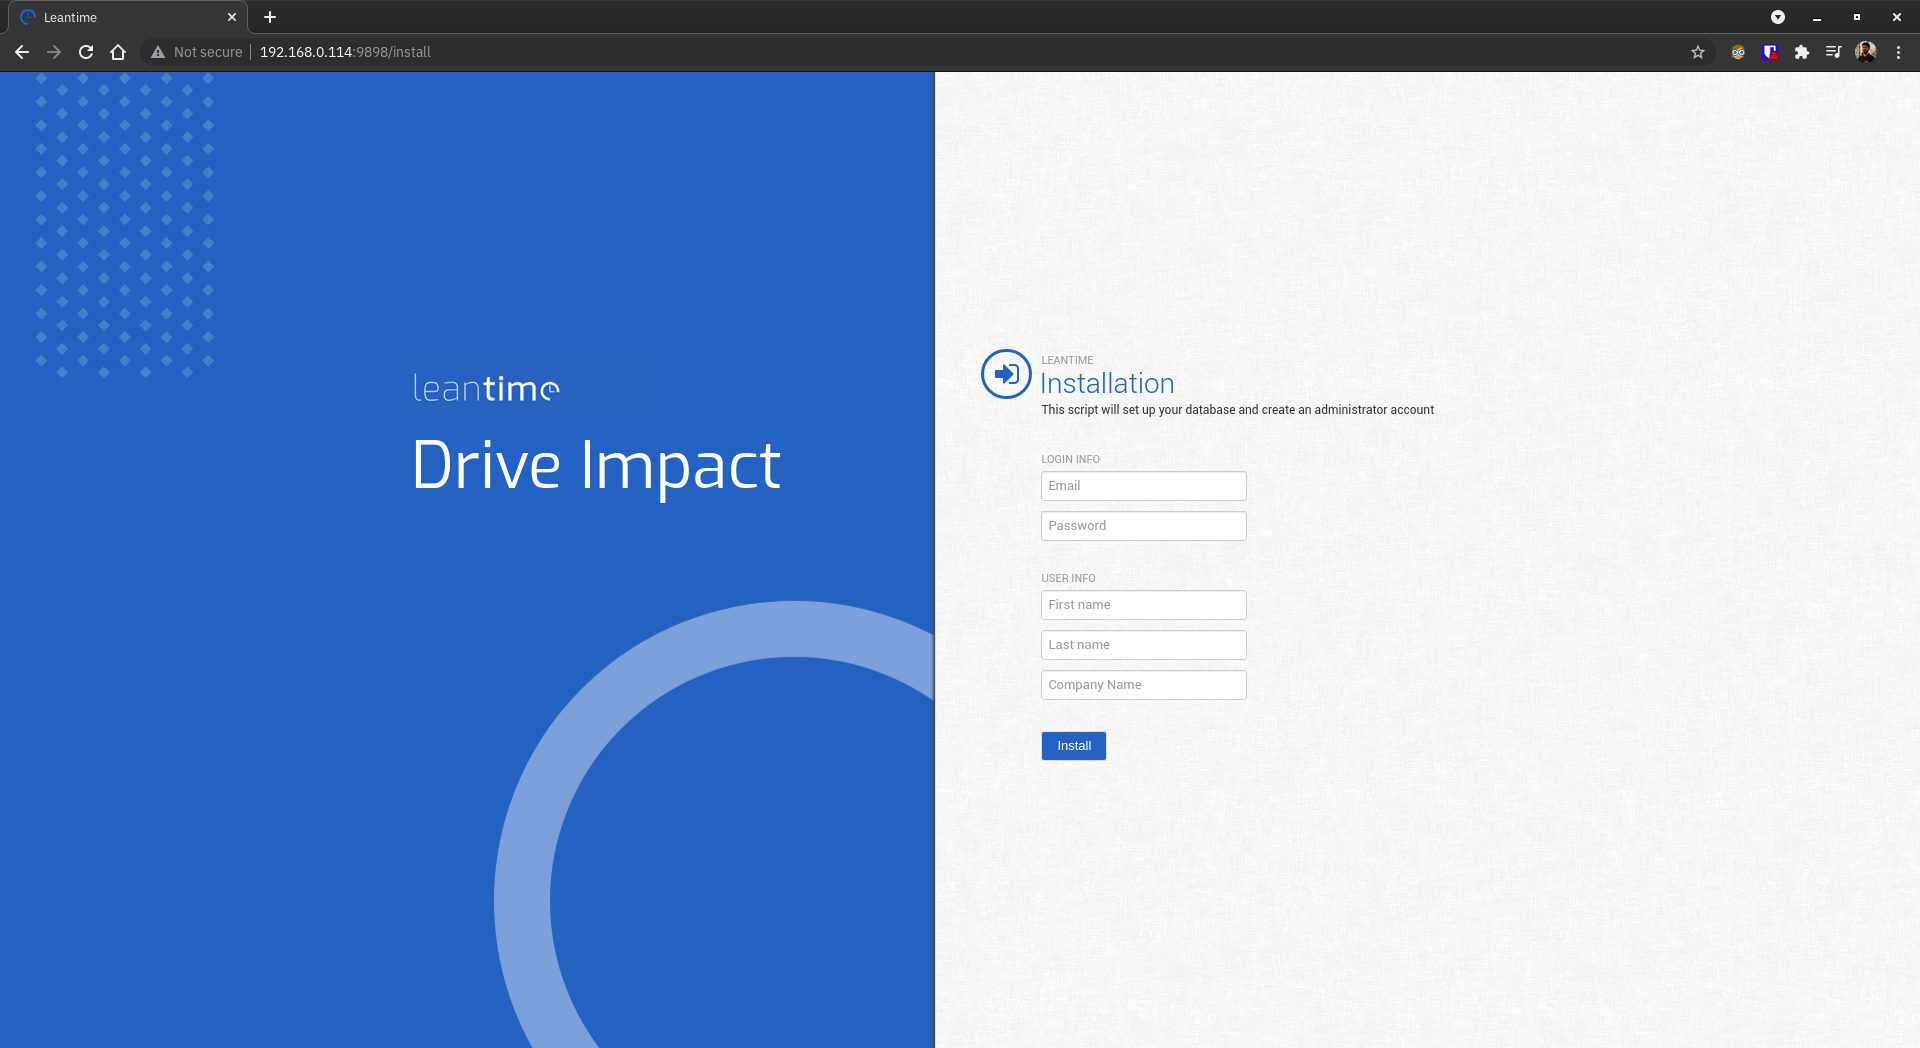 Leantime
Not secure
192.168.0.114:9898/install
leantime
Drive Impact
LEANTIME
Installation
This script will set up your database and create an administrator account
LOGIN INFO
Email
Password
USER INFO
First name
Last name
Company Name
Install